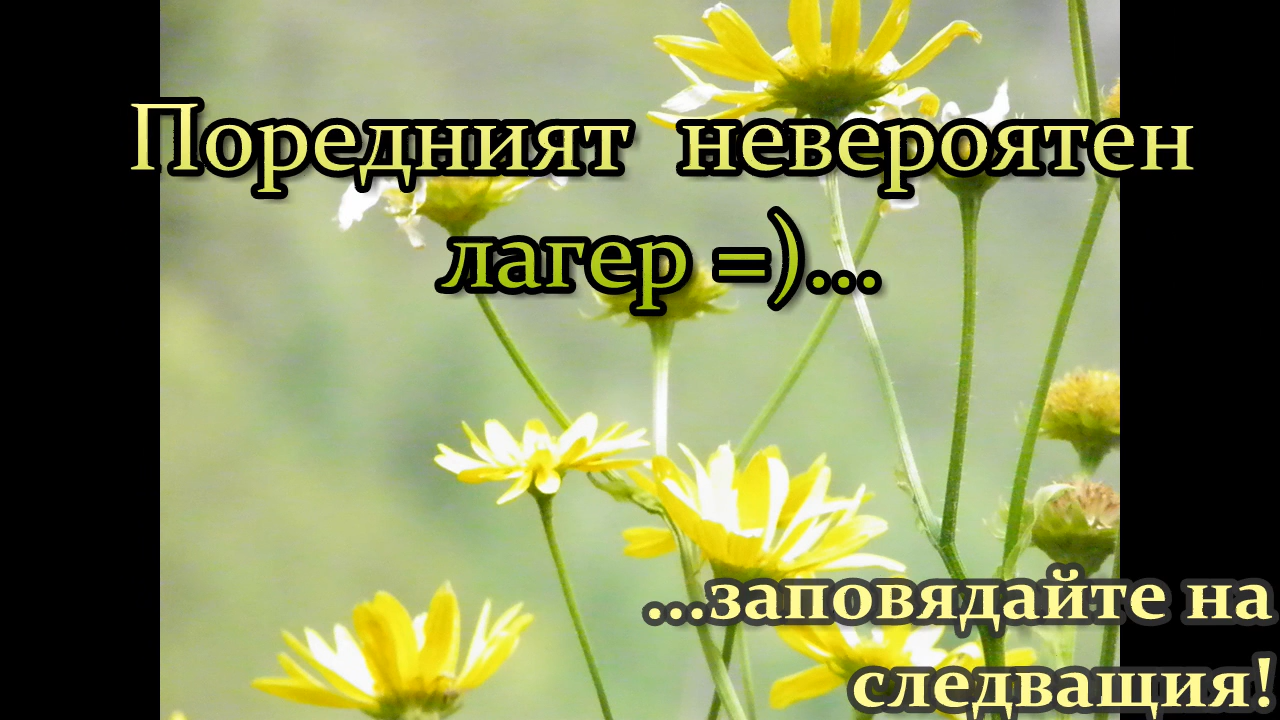 Поредният невероятен
лагер =)...
...заповядайте на
следващия!